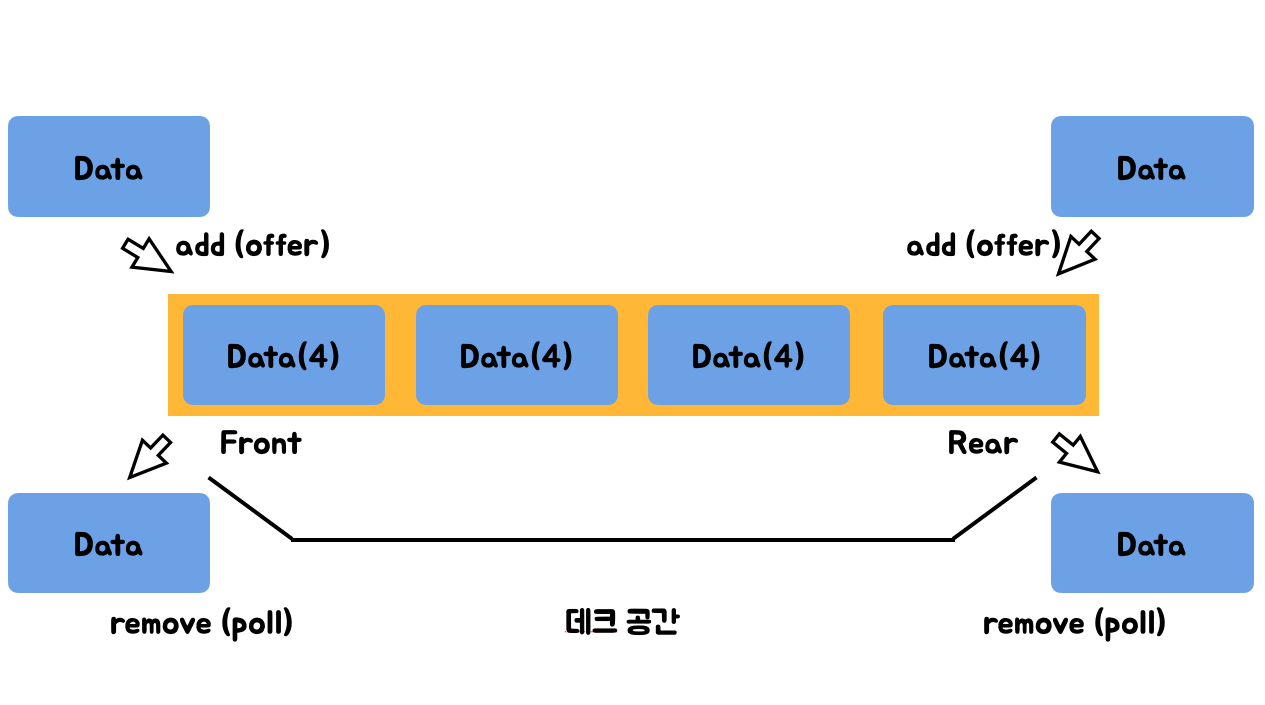 Data
Data
add (offer)
add (offer)
Data(4)
Data(4)
Data(4)
Data(4)
Front
Rear
Data
Data
remove (poll)
데크 공간
remove (poll)